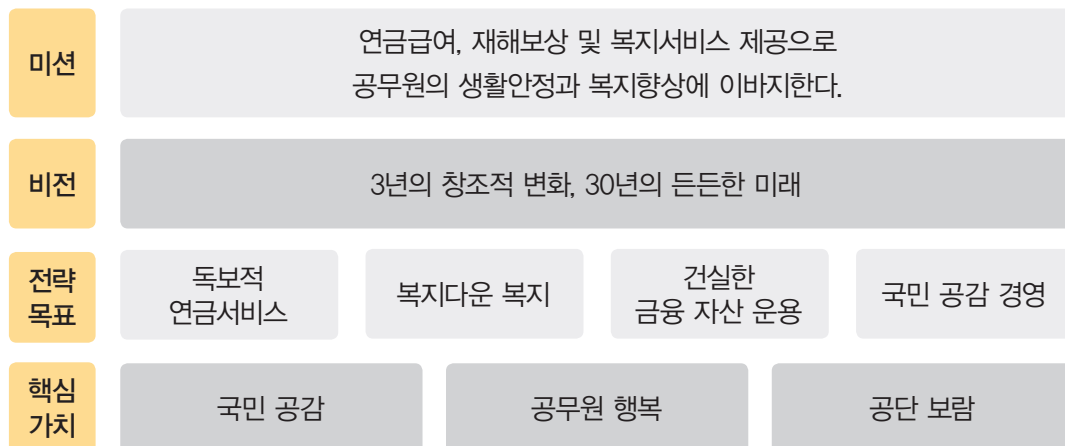 미션
연금급여, 재해보상 및 복지서비스 제공으로
공무원의 생활안정과 복지향상에 이바지한다.
비전
3년의 창조적 변화, 30년의 든든한 미래
전략
목표
독보적
연금서비스
복지다운 복지
건실한
금융 자산 운용
국민 공감 경영
핵심
가치
국민 공감
공무원 행복
공단 보람